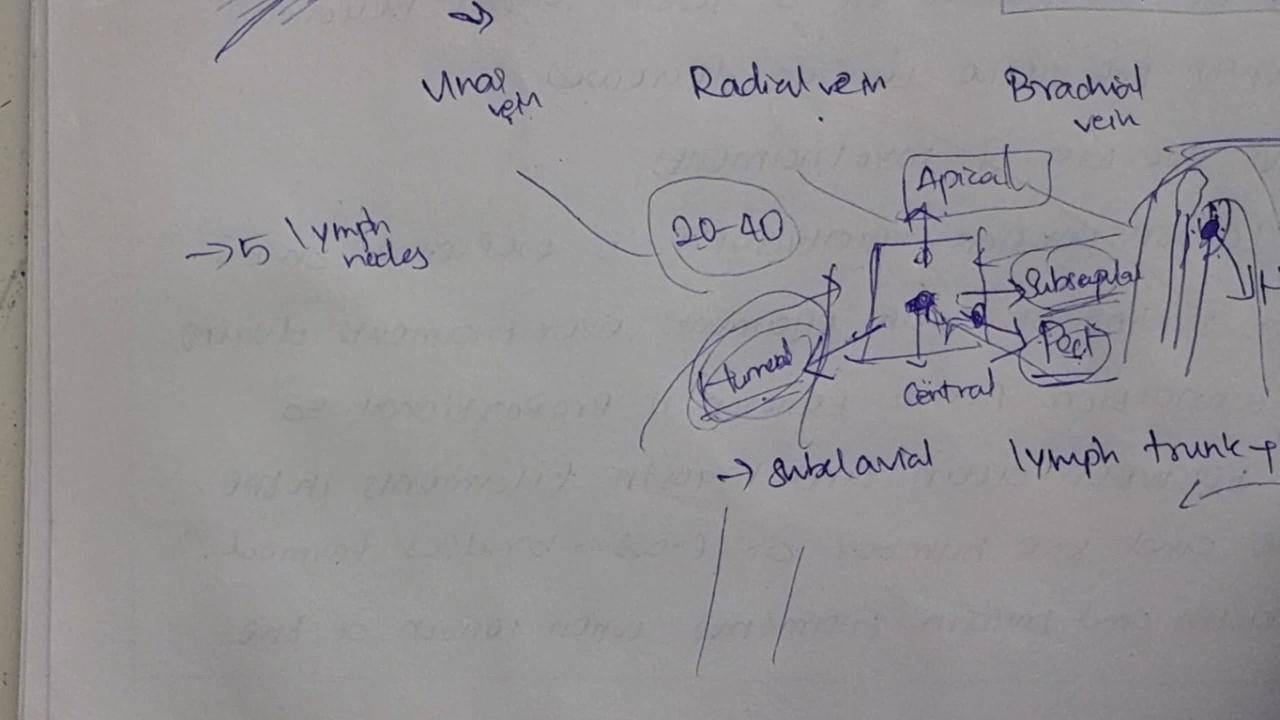 Ulnar vein
Radial vein
Brachial vein
Apical
20-40
→ 5 lymph nodes
Subscapular
Humeral
Pect
Central
→ Subclavial lymph trunk →